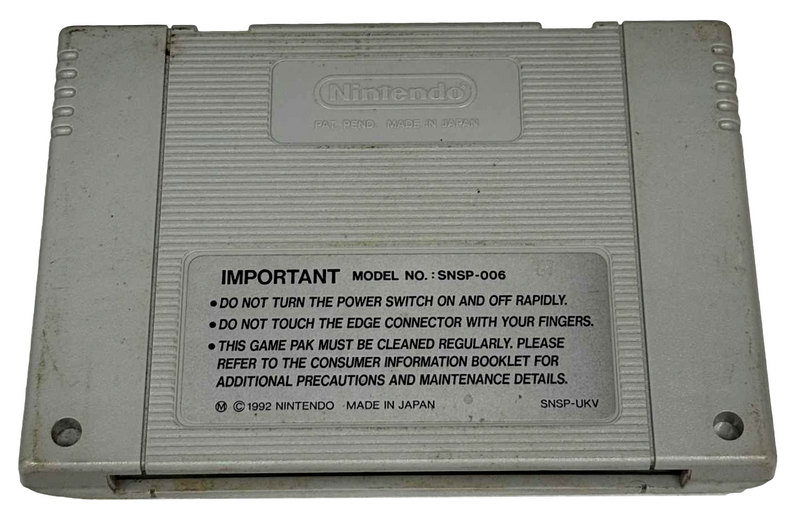 Nintendo
PAT. PEND. MADE IN JAPAN
IMPORTANT MODEL NO.: SNSP-006
• DO NOT TURN THE POWER SWITCH ON AND OFF RAPIDLY.
• DO NOT TOUCH THE EDGE CONNECTOR WITH YOUR FINGERS.
• THIS GAME PAK MUST BE CLEANED REGULARLY. PLEASE
REFER TO THE CONSUMER INFORMATION BOOKLET FOR
ADDITIONAL PRECAUTIONS AND MAINTENANCE DETAILS.
Ⓜ © 1992 NINTENDO MADE IN JAPAN SNSP-UKV